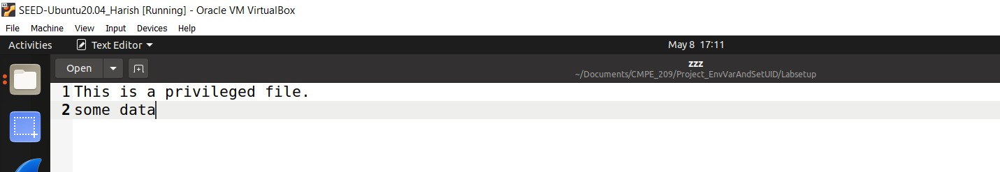 SEED-Ubuntu20.04_Harish [Running] - Oracle VM VirtualBox
File Machine View Input Devices Help
Activities Text Editor May 8 17:11
Open zzz
~/Documents/CMPE_209/Project_EnvVarAndSetUID/Labsetup
1 This is a privileged file.
2 some data